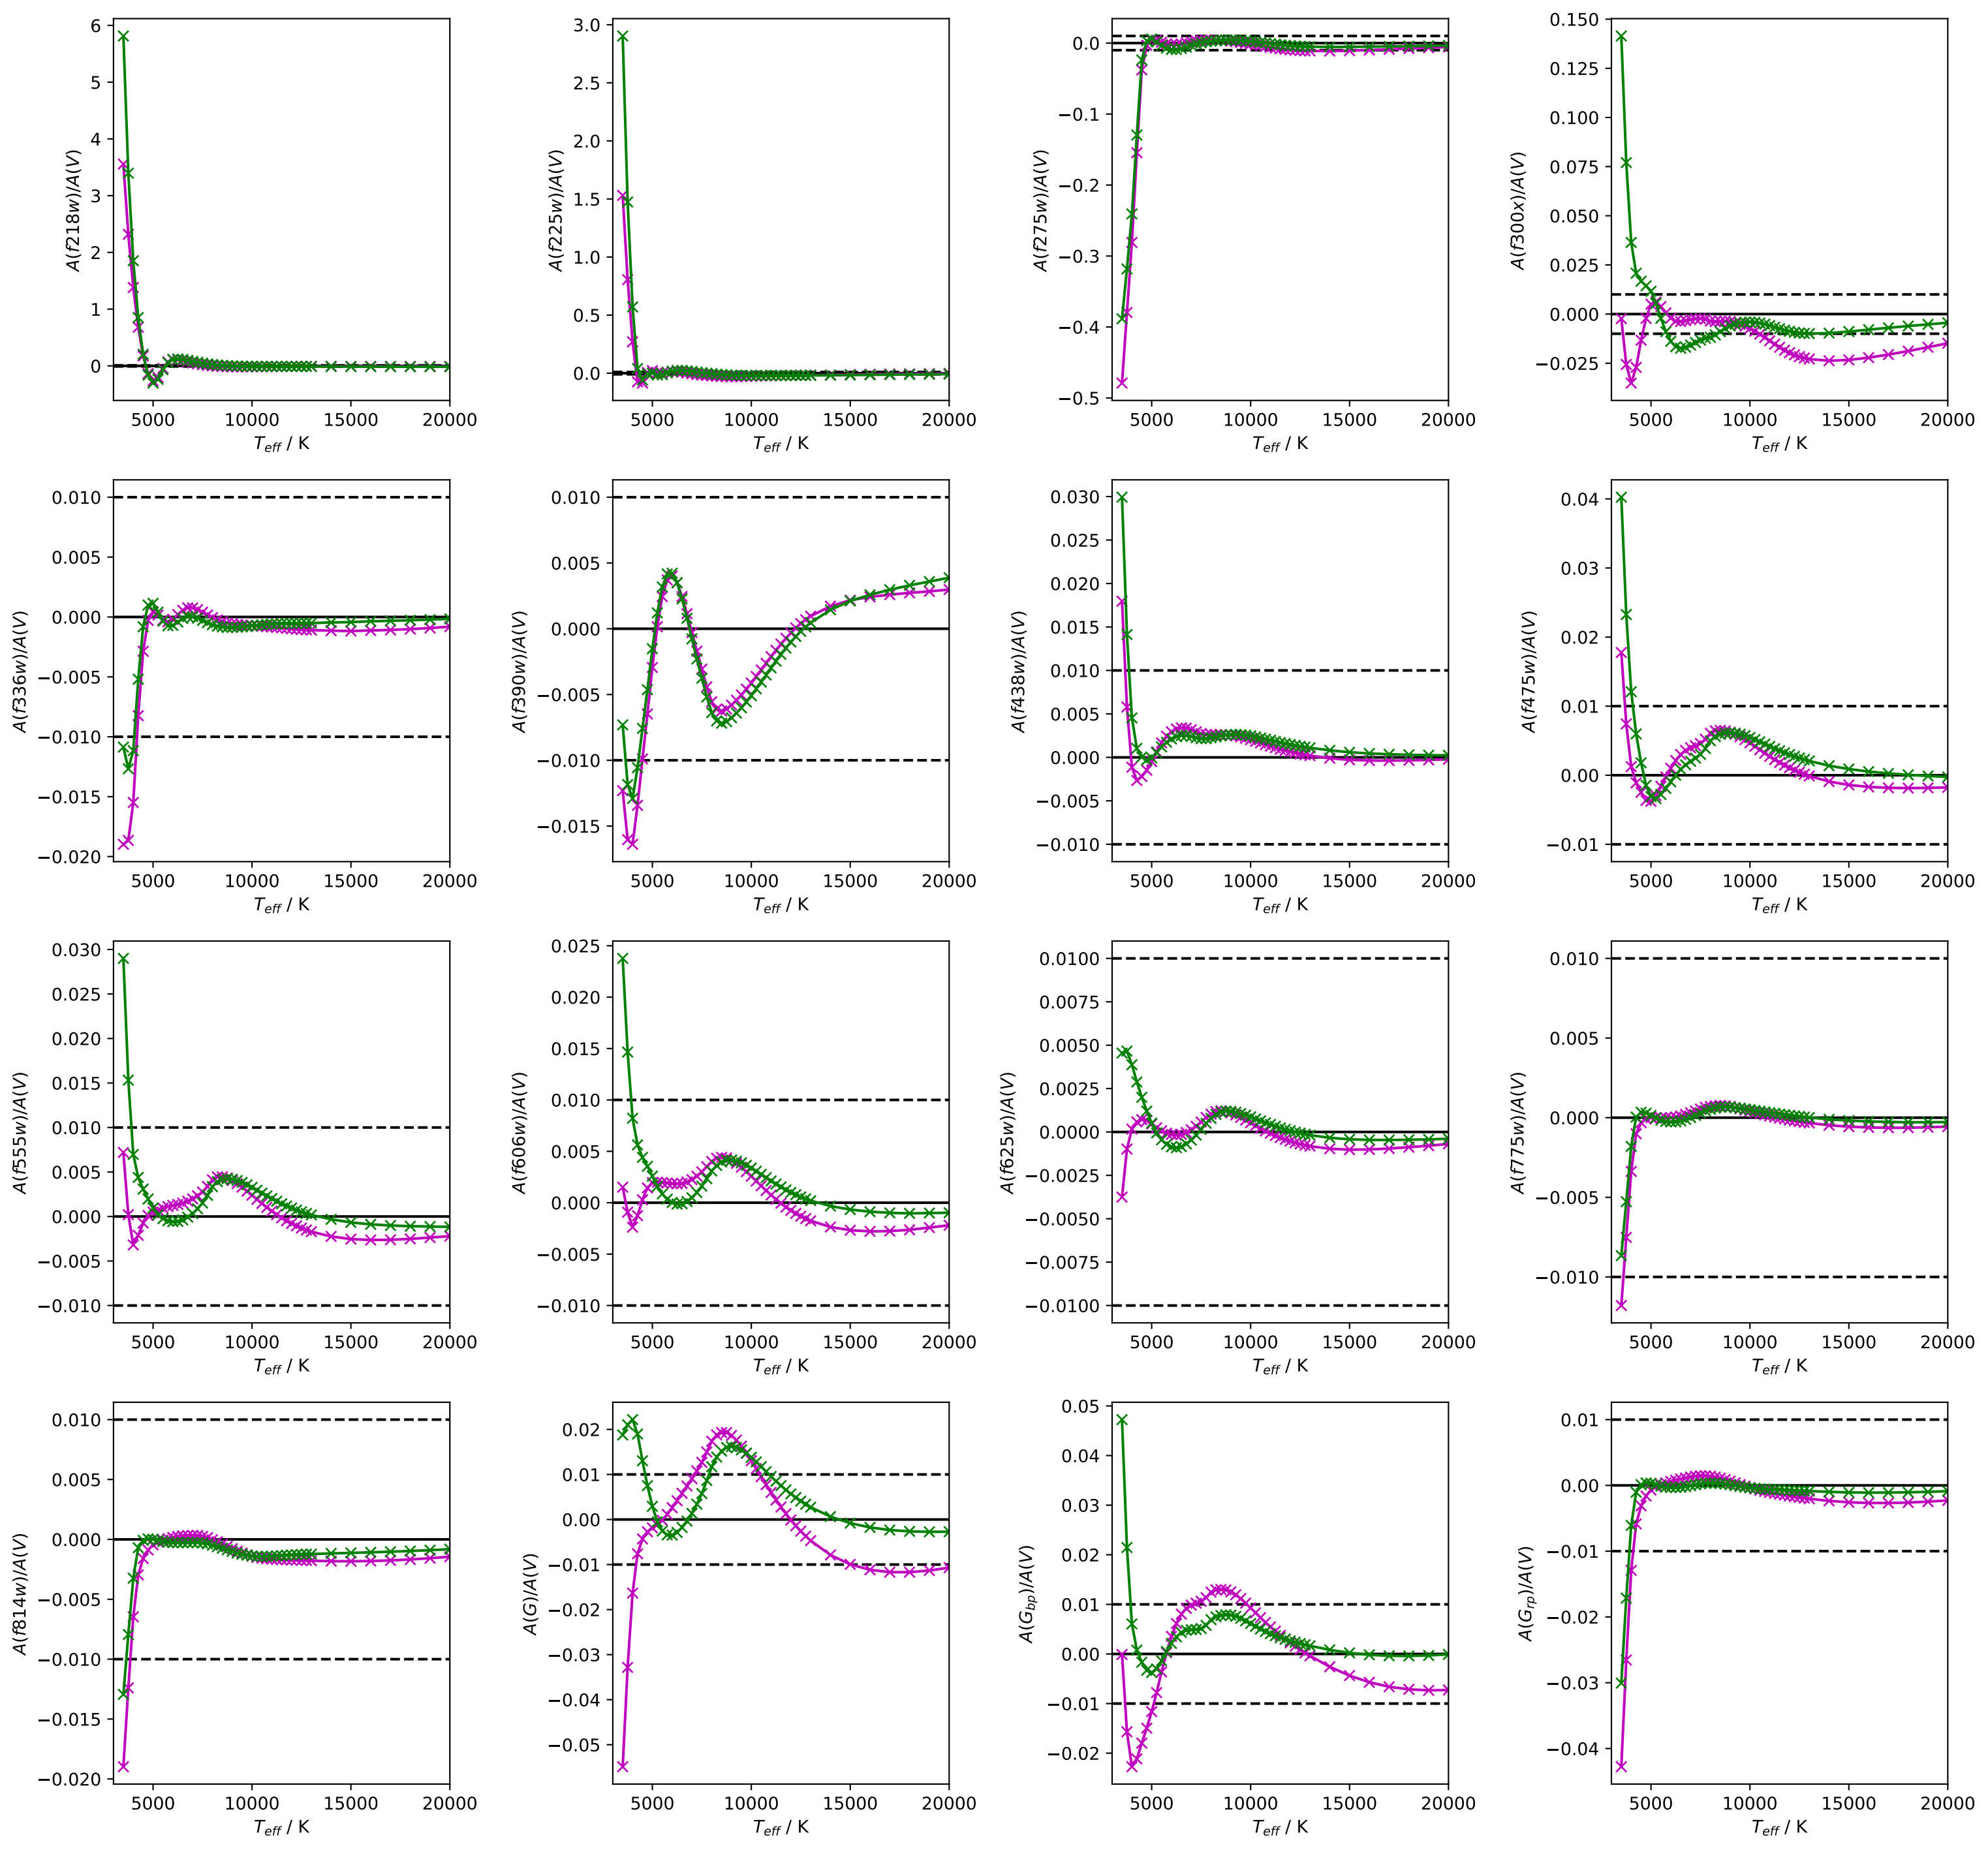 6
5
4
3
2
1
0
A(f218w)/A(V)
5000 10000 15000 20000
T_eff / K
3.0
2.5
2.0
1.5
1.0
0.5
0.0
A(f225w)/A(V)
5000 10000 15000 20000
T_eff / K
0.0
−0.1
−0.2
−0.3
−0.4
−0.5
A(f275w)/A(V)
5000 10000 15000 20000
T_eff / K
0.150
0.125
0.100
0.075
0.050
0.025
0.000
−0.025
A(f300x)/A(V)
5000 10000 15000 20000
T_eff / K
0.010
0.005
0.000
−0.005
−0.010
−0.015
−0.020
A(f336w)/A(V)
5000 10000 15000 20000
T_eff / K
0.010
0.005
0.000
−0.005
−0.010
−0.015
A(f390w)/A(V)
5000 10000 15000 20000
T_eff / K
0.030
0.025
0.020
0.015
0.010
0.005
0.000
−0.005
−0.010
A(f438w)/A(V)
5000 10000 15000 20000
T_eff / K
0.04
0.03
0.02
0.01
0.00
−0.01
A(f475w)/A(V)
5000 10000 15000 20000
T_eff / K
0.030
0.025
0.020
0.015
0.010
0.005
0.000
−0.005
−0.010
A(f555w)/A(V)
5000 10000 15000 20000
T_eff / K
0.025
0.020
0.015
0.010
0.005
0.000
−0.005
−0.010
A(f606w)/A(V)
5000 10000 15000 20000
T_eff / K
0.0100
0.0075
0.0050
0.0025
0.0000
−0.0025
−0.0050
−0.0075
−0.0100
A(f625w)/A(V)
5000 10000 15000 20000
T_eff / K
0.010
0.005
0.000
−0.005
−0.010
A(f775w)/A(V)
5000 10000 15000 20000
T_eff / K
0.010
0.005
0.000
−0.005
−0.010
−0.015
−0.020
A(f814w)/A(V)
5000 10000 15000 20000
T_eff / K
0.02
0.01
0.00
−0.01
−0.02
−0.03
−0.04
−0.05
A(G)/A(V)
5000 10000 15000 20000
T_eff / K
0.05
0.04
0.03
0.02
0.01
0.00
−0.01
−0.02
A(G_bp)/A(V)
5000 10000 15000 20000
T_eff / K
0.01
0.00
−0.01
−0.02
−0.03
−0.04
A(G_rp)/A(V)
5000 10000 15000 20000
T_eff / K